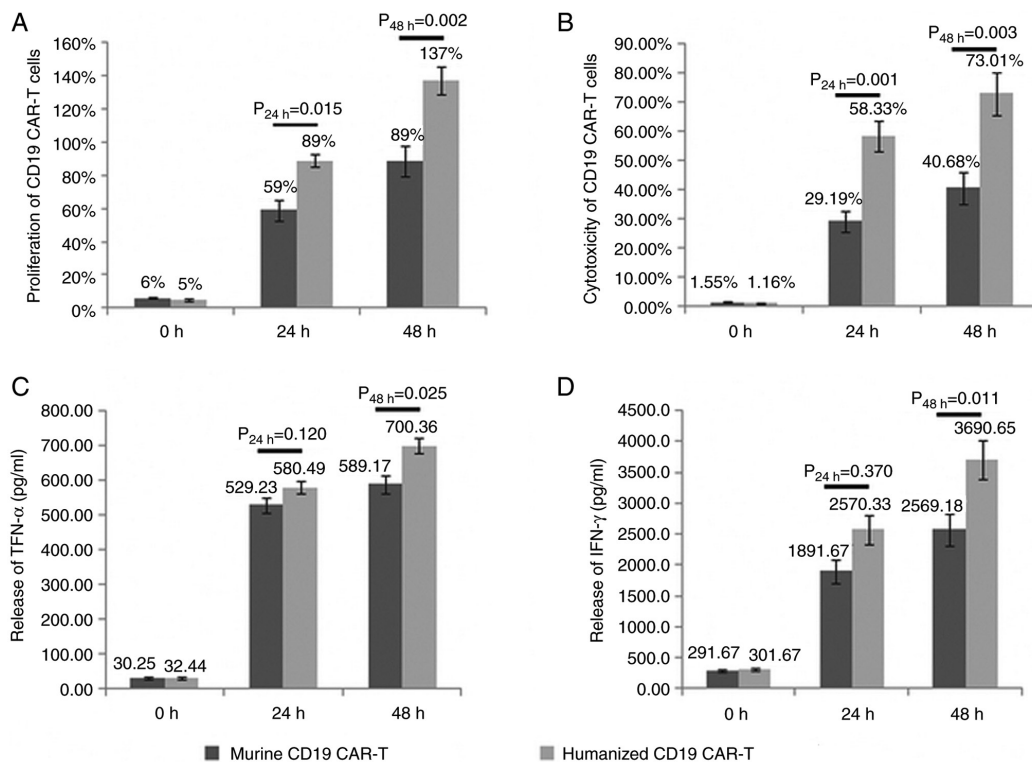 A
P48 h=0.002
160%
137%
140%
120%
P24 h=0.015
100%
89%
89%
80%
59%
60%
40%
20%
6%
5%
0%
0 h
24 h
48 h
Proliferation of CD19 CAR-T cells
B
P48 h=0.003
90.00%
73.01%
80.00%
P24 h=0.001
70.00%
58.33%
60.00%
50.00%
40.68%
40.00%
29.19%
30.00%
20.00%
10.00%
1.55%
1.16%
0.00%
0 h
24 h
48 h
Cytotoxicity of CD19 CAR-T cells
C
P48 h=0.025
800.00
700.36
P24 h=0.120
700.00
580.49
589.17
600.00
529.23
500.00
400.00
300.00
200.00
100.00
30.25
32.44
0.00
0 h
24 h
48 h
Release of TFN-α (pg/ml)
D
P48 h=0.011
4500.0
3690.65
4000.0
P24 h=0.370
3500.0
2570.33
2569.18
3000.0
2500.0
1891.67
2000.0
1500.0
1000.0
291.67
301.67
500.0
0.00
0 h
24 h
48 h
Release of IFN-γ (pg/ml)
Murine CD19 CAR-T
Humanized CD19 CAR-T